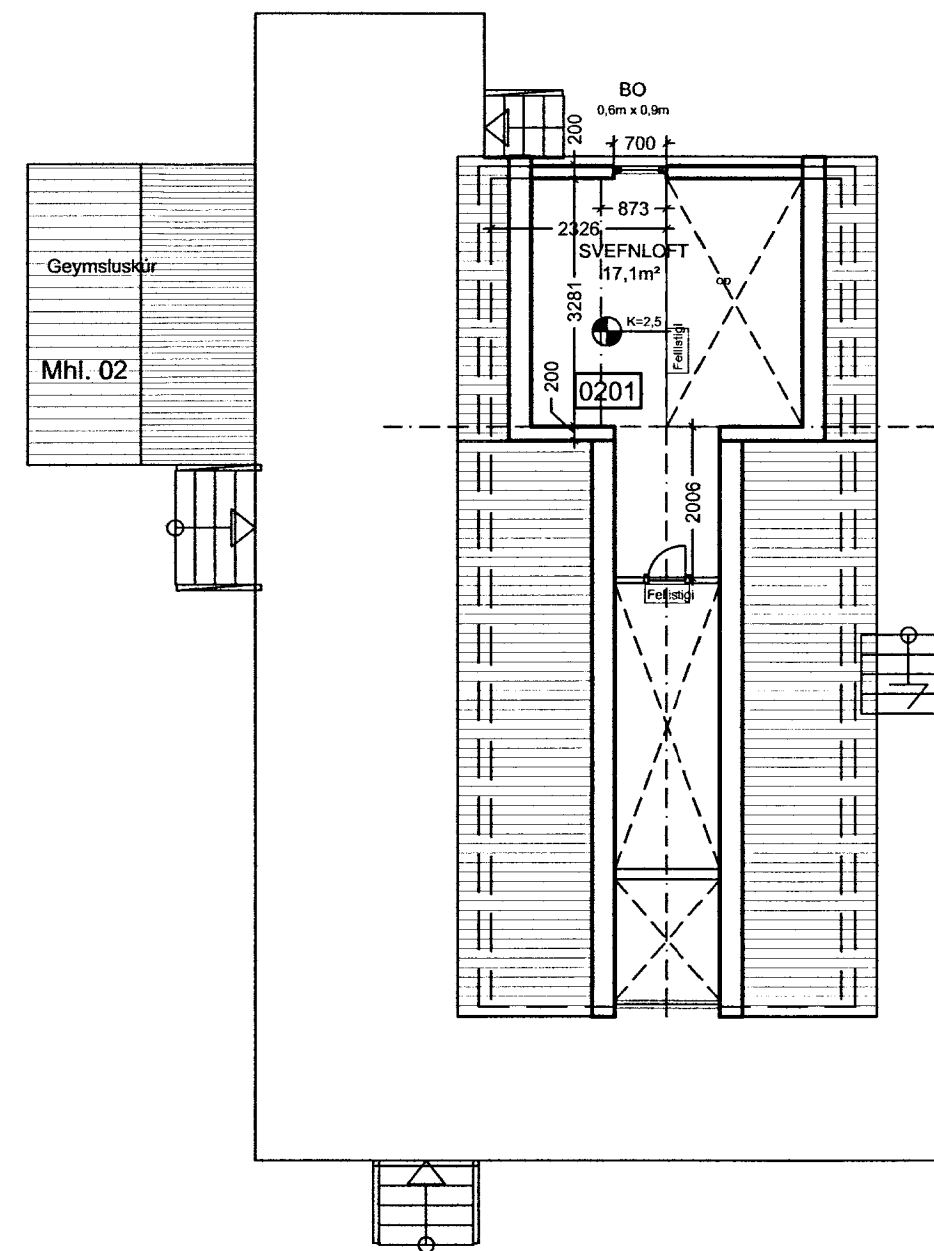 BO
0,6m x 0,9m
200
700
873
2326
SVEFNLOFT
17,1m²
Geymsluskúr
3281
K=2,5
Fellistigi
Mhl. 02
200
0201
2006
Fellistigi